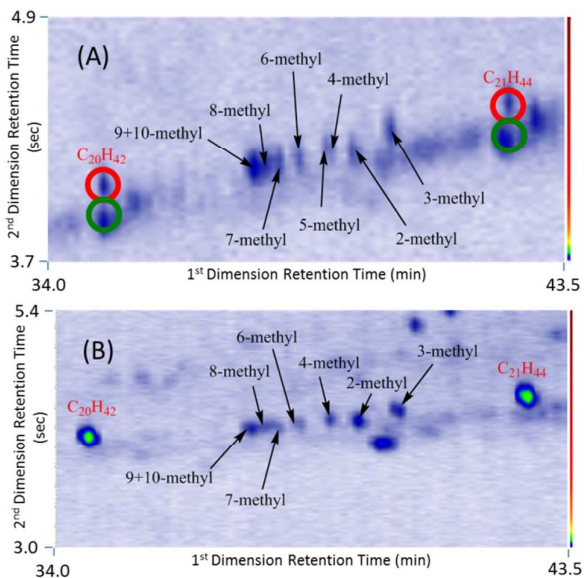 4.9
(A)
6-methyl
4-methyl
C21H44
8-methyl
9+10-methyl
C20H42
3-methyl
5-methyl
7-methyl
2-methyl
2nd Dimension Retention Time
(sec)
3.7
34.0
1st Dimension Retention Time (min)
43.5
5.4
(B)
6-methyl
4-methyl
3-methyl
C21H44
8-methyl
2-methyl
C20H42
9+10-methyl
7-methyl
2nd Dimension Retention Time
(sec)
3.0
34.0
1st Dimension Retention Time (min)
43.5